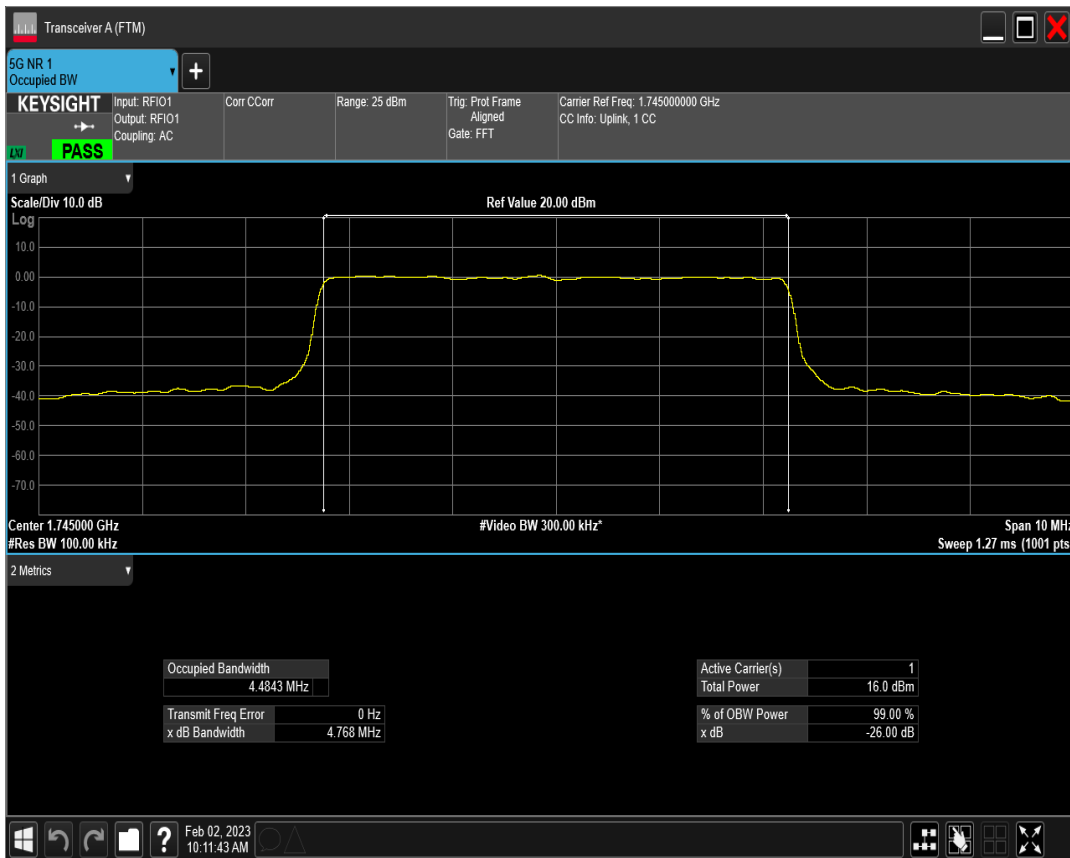 Transceiver A (FTM)
5G NR 1
Occupied BW
+
KEYSIGHT
LXI
PASS
Input: RFIO1
Output: RFIO1
Coupling: AC
Corr CCorr
Range: 25 dBm
Trig: Prot Frame
Aligned
Gate: FFT
Carrier Ref Freq: 1.745000000 GHz
CC Info: Uplink, 1 CC
1 Graph
Scale/Div 10.0 dB
Ref Value 20.00 dBm
Log
10.0
0.00
-10.0
-20.0
-30.0
-40.0
-50.0
-60.0
-70.0
Center 1.745000 GHz
#Video BW 300.00 kHz*
Span 10 MHz
#Res BW 100.00 kHz
Sweep 1.27 ms (1001 pts
2 Metrics
Occupied Bandwidth
4.4843 MHz
Transmit Freq Error 0 Hz
x dB Bandwidth 4.768 MHz
Active Carrier(s) 1
Total Power 16.0 dBm
% of OBW Power 99.00 %
x dB -26.00 dB
?
Feb 02, 2023
10:11:43 AM